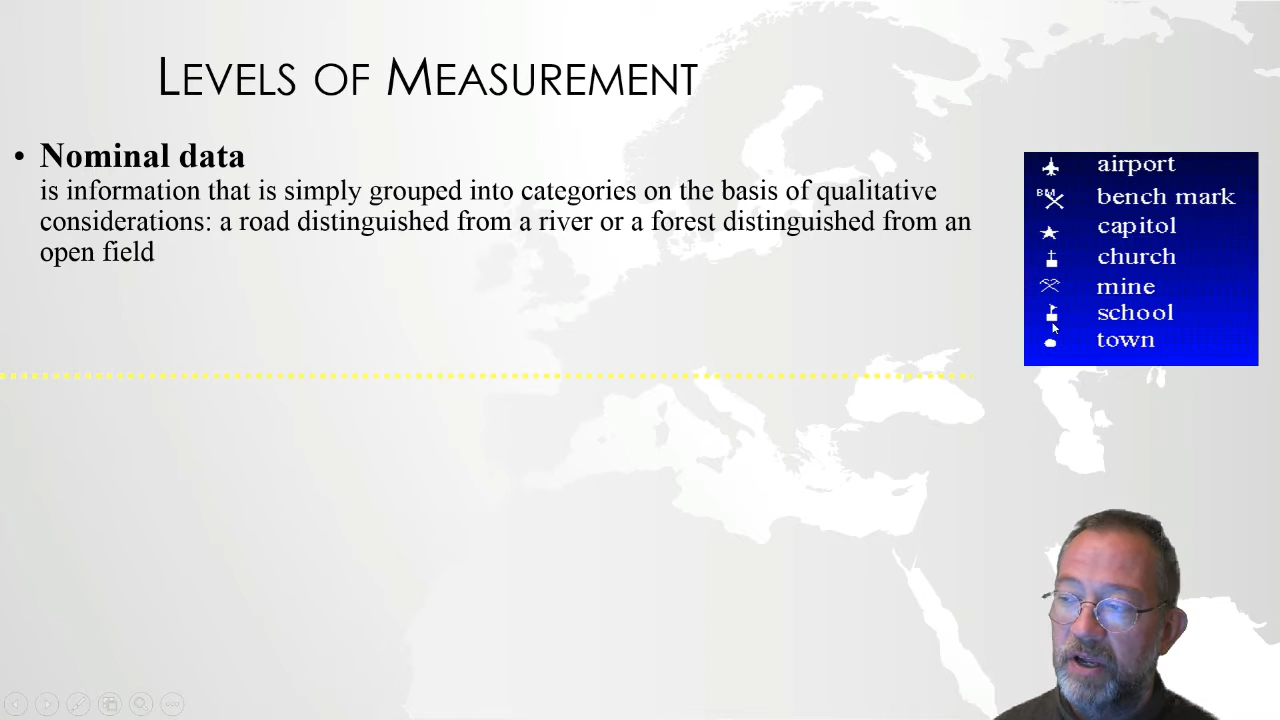 LEVELS OF MEASUREMENT
• Nominal data
is information that is simply grouped into categories on the basis of qualitative
considerations: a road distinguished from a river or a forest distinguished from an
open field
airport
BM bench mark
capitol
church
mine
school
town